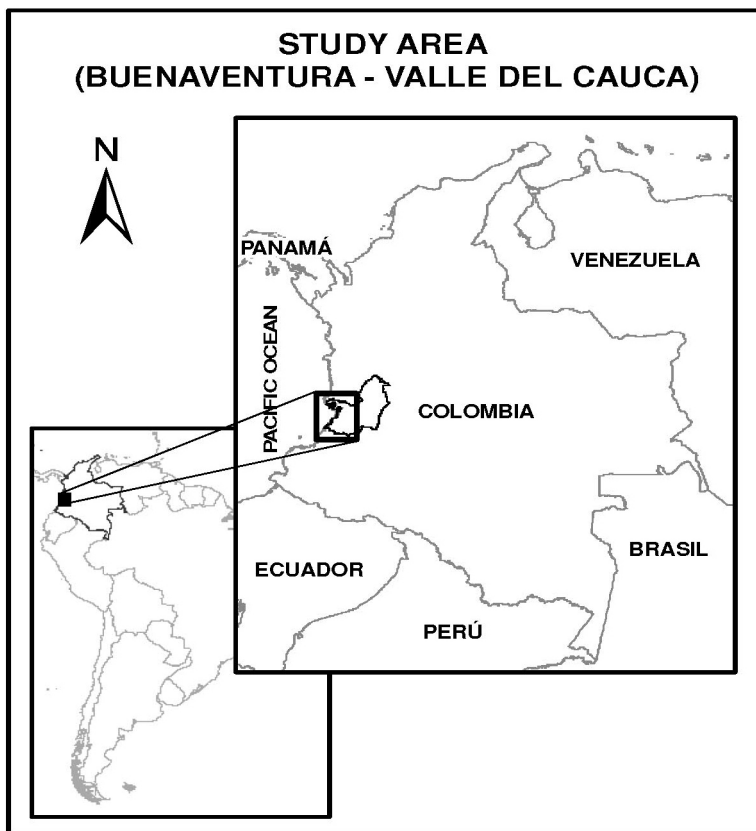 STUDY AREA
(BUENAVENTURA - VALLE DEL CAUCA)
N
PANAMÁ
VENEZUELA
PACIFIC OCEAN
COLOMBIA
BRASIL
ECUADOR
PERÚ